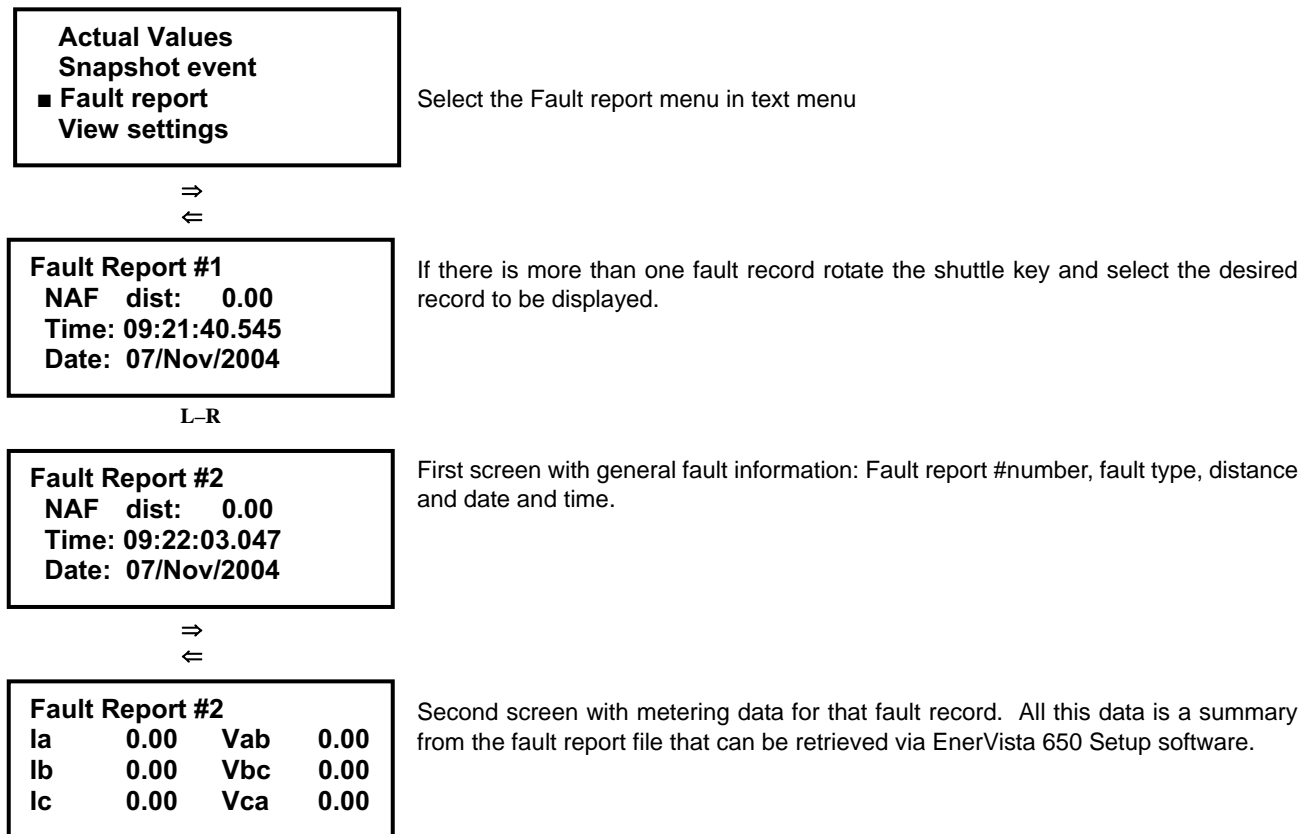 Actual Values
Snapshot event
■ Fault report
View settings
Select the Fault report menu in text menu
⇒
⇐
Fault Report #1
NAF dist: 0.00
Time: 09:21:40.545
Date: 07/Nov/2004
If there is more than one fault record rotate the shuttle key and select the desired
record to be displayed.
L–R
Fault Report #2
NAF dist: 0.00
Time: 09:22:03.047
Date: 07/Nov/2004
First screen with general fault information: Fault report #number, fault type, distance
and date and time.
⇒
⇐
Fault Report #2
Ia 0.00 Vab 0.00
Ib 0.00 Vbc 0.00
Ic 0.00 Vca 0.00
Second screen with metering data for that fault record. All this data is a summary
from the fault report file that can be retrieved via EnerVista 650 Setup software.